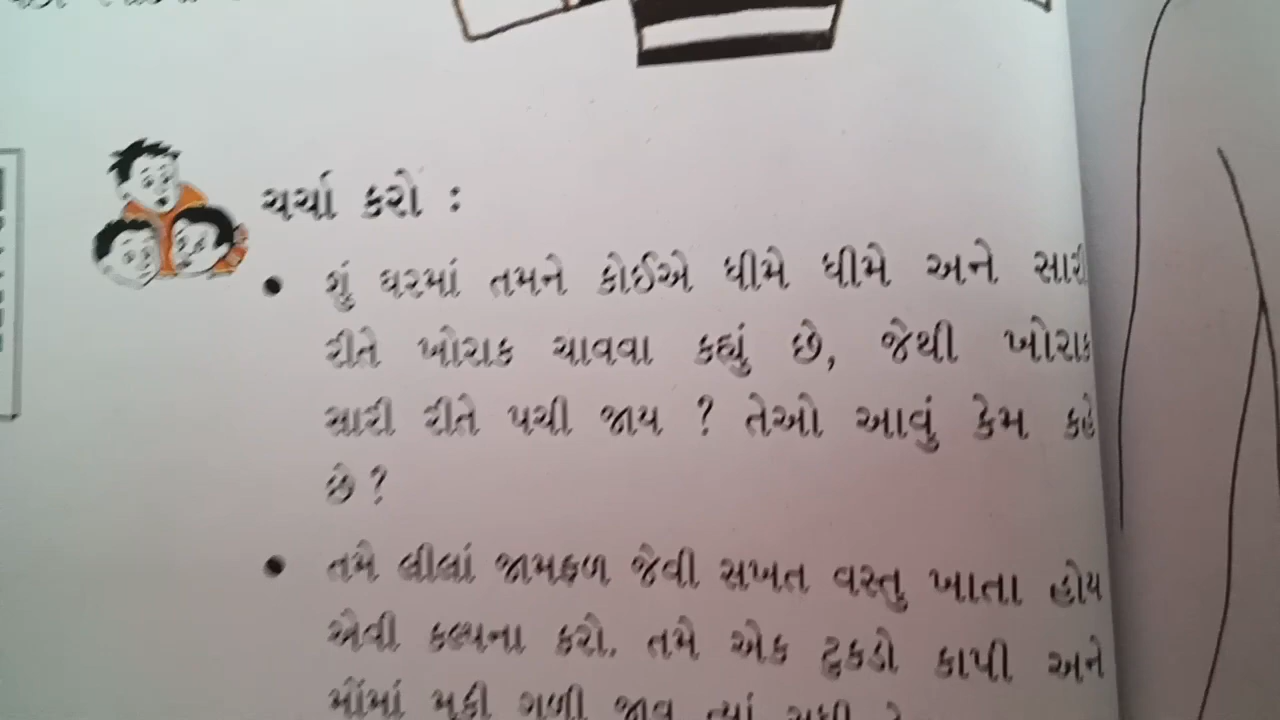 ચર્ચા કરો :
• શું ઘરમાં તમને કોઈએ ધીમે ધીમે અને સારી
રીતે ખોરાક ચાવવા કહ્યું છે, જેથી ખોરાક
સારી રીતે પચી જાય ? તેઓ આવું કેમ કહે
છે ?
• તમે લીલાં જામફળ જેવી સખત વસ્તુ ખાતા હોય
એવી કલ્પના કરો. તમે એક ટુકડો કાપી અને
મોંમાં મૂકી ગળી જાવ ત્યાં સુધી